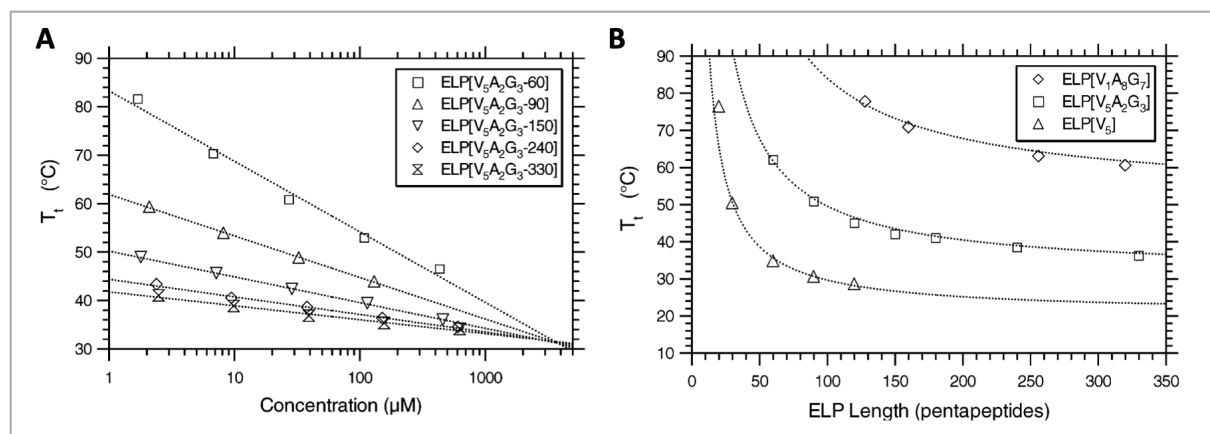 A
90
80
70
60
50
40
30
T_t (°C)
ELP[V₅A₂G₃-60]
ELP[V₅A₂G₃-90]
ELP[V₅A₂G₃-150]
ELP[V₅A₂G₃-240]
ELP[V₅A₂G₃-330]
1 10 100 1000
Concentration (µM)
B
90
80
70
60
50
40
30
20
10
T_t (°C)
ELP[V₁A₈G₇]
ELP[V₅A₂G₃]
ELP[V₅]
0 50 100 150 200 250 300 350
ELP Length (pentapeptides)